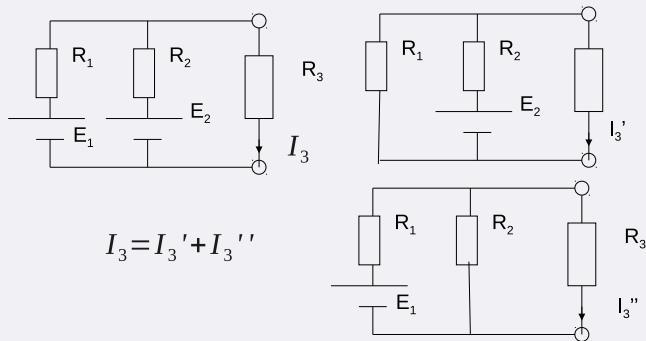 R₁
R₂
R₃
E₁
E₂
I₃
R₁
R₂
E₂
I₃'
I₃=I₃'+I₃''
R₁
R₂
R₃
E₁
I₃"